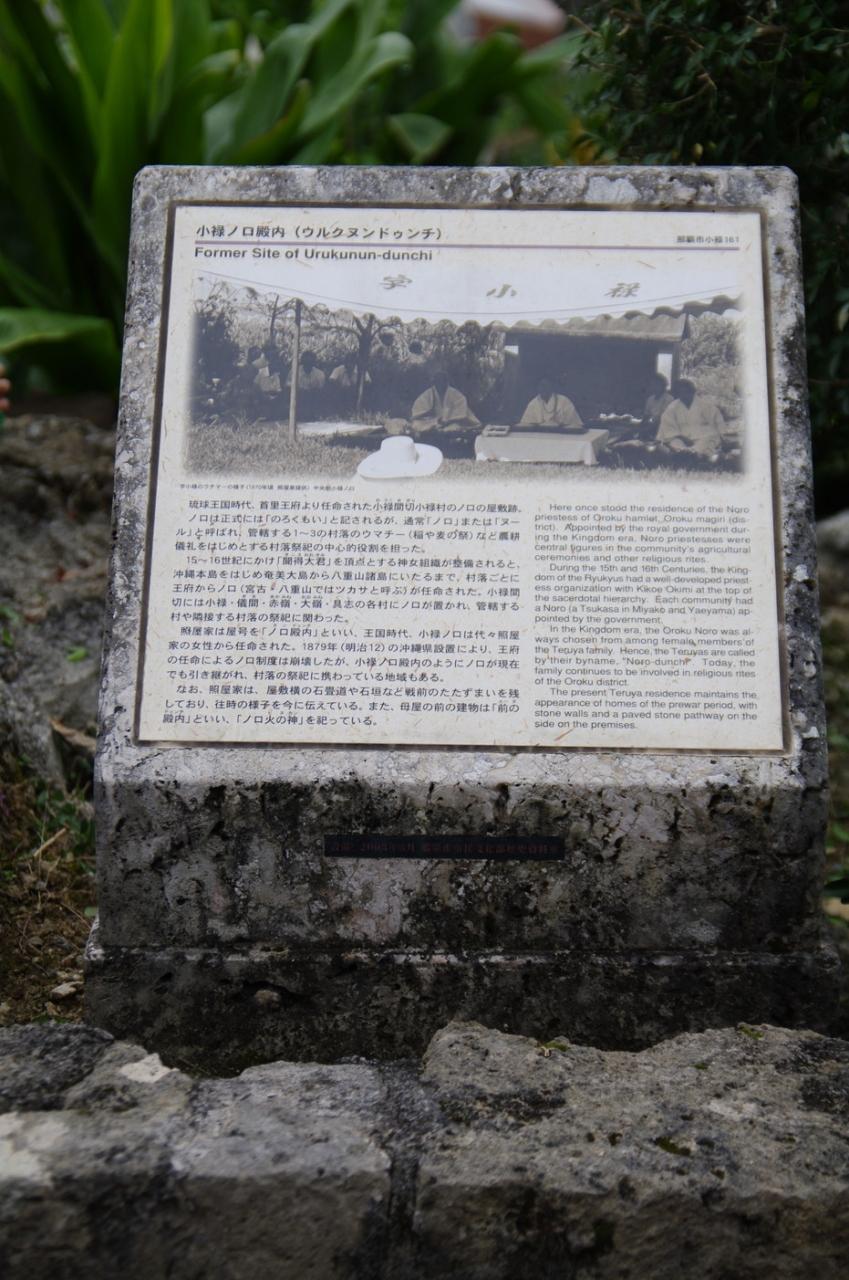 小禄ノロ殿内（ウルクヌンドゥンチ）
那覇市小禄161
Former Site of Urukunun-dunchi
字 小 禄
字小禄のウチマーの様子(1970年頃 照屋家提供) 中央が小禄ノロ
琉球王国時代、首里王府より任命された小禄間切小禄村のノロの屋敷跡。
ノロは正式には「のろくもい」と記されるが、通常「ノロ」または「ヌー
ル」と呼ばれ、管轄する1～3の村落のウマチー（稲や麦の祭）など農耕
儀礼をはじめとする村落祭祀の中心的役割を担った。
15～16世紀にかけ「聞得大君」を頂点とする神女組織が整備されると、
沖縄本島をはじめ奄美大島から八重山諸島にいたるまで、村落ごとに
王府からノロ（宮古・八重山ではツカサと呼ぶ）が任命された。小禄間
切には小禄・儀間・赤嶺・大嶺・具志の各村にノロが置かれ、管轄する
村や隣接する村落の祭祀に関わった。
照屋家は屋号を「ノロ殿内」といい、王国時代、小禄ノロは代々照屋
家の女性から任命された。1879年（明治12）の沖縄県設置により、王府
の任命によるノロ制度は崩壊したが、小禄ノロ殿内のようにノロが現在
でも引き継がれ、村落の祭祀に携わっている地域もある。
なお、照屋家は、屋敷横の石畳道や石垣など戦前のたたずまいを残
しており、往時の様子を今に伝えている。また、母屋の前の建物は「前の
殿内」といい、「ノロ火の神」を祀っている。
Here once stood the residence of the Noro
priestess of Oroku hamlet, Oroku magiri (dis-
trict). Appointed by the royal government dur-
ing the Kingdom era, Noro priestesses were
central figures in the community's agricultural
ceremonies and other religious rites.
During the 15th and 16th Centuries, the King-
dom of the Ryukyus had a well-developed priest-
ess organization with Kikoe Okimi at the top of
the sacerdotal hierarchy. Each community had
a Noro (a Tsukasa in Miyako and Yaeyama) ap-
pointed by the government.
In the Kingdom era, the Oroku Noro was al-
ways chosen from among female members of
the Teruya family. Hence, the Teruyas are called
by their byname, "Noro-dunchi". Today, the
family continues to be involved in religious rites
of the Oroku district.
The present Teruya residence maintains the
appearance of homes of the prewar period, with
stone walls and a paved stone pathway on the
side on the premises.